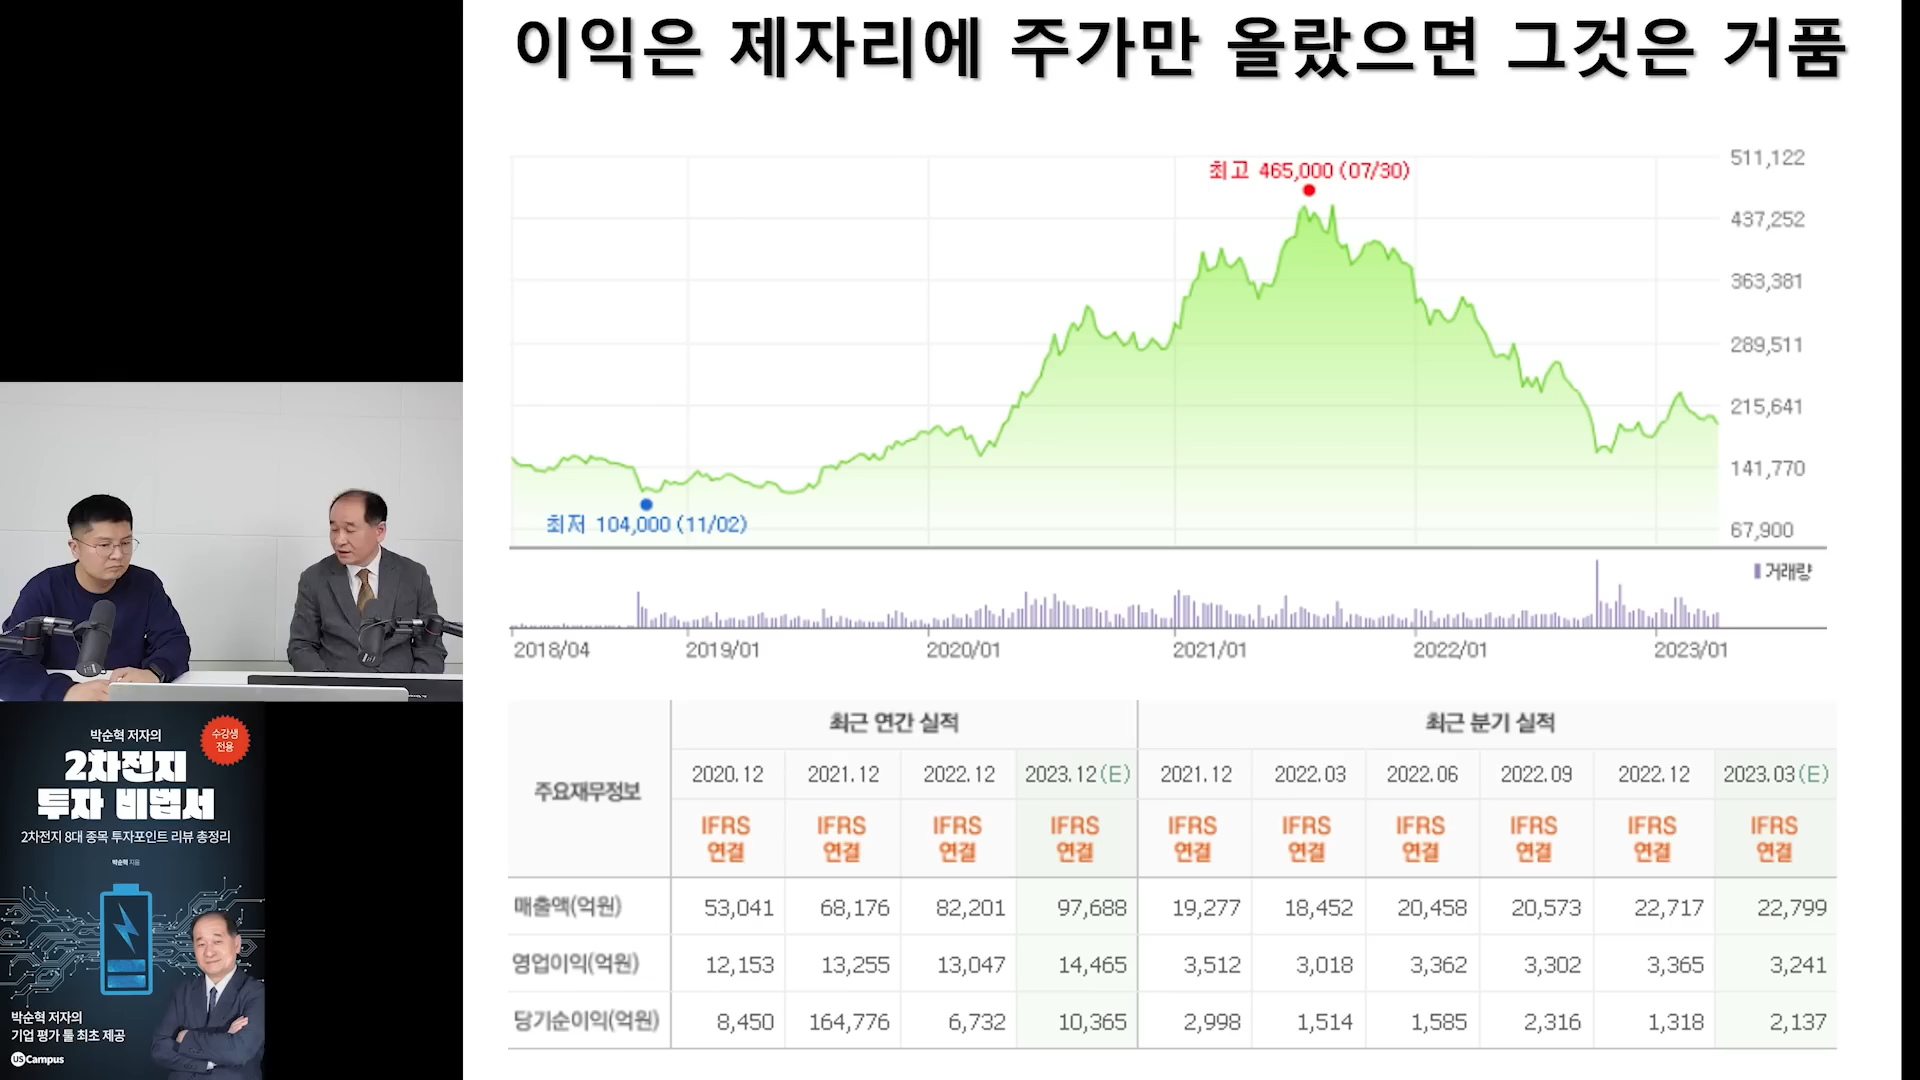 이익은 제자리에 주가만 올랐으면 그것은 거품
최고 465,000 (07/30)
최저 104,000 (11/02)
511,122
437,252
363,381
289,511
215,641
141,770
67,900
거래량
2018/04 2019/01 2020/01 2021/01 2022/01 2023/01
주요재무정보 최근 연간 실적 최근 분기 실적
2020.12 2021.12 2022.12 2023.12(E) 2021.12 2022.03 2022.06 2022.09 2022.12 2023.03(E)
IFRS IFRS IFRS IFRS IFRS IFRS IFRS IFRS IFRS IFRS
연결 연결 연결 연결 연결 연결 연결 연결 연결 연결
매출액(억원) 53,041 68,176 82,201 97,688 19,277 18,452 20,458 20,573 22,717 22,799
영업이익(억원) 12,153 13,255 13,047 14,465 3,512 3,018 3,362 3,302 3,365 3,241
당기순이익(억원) 8,450 164,776 6,732 10,365 2,998 1,514 1,585 2,316 1,318 2,137
박순혁 저자의
수강생
전용
2차전지
투자 비법서
2차전지 8대 종목 투자포인트 리뷰 총정리
박순혁 지음
박순혁 저자의
기업 평가 툴 최초 제공
US Campus